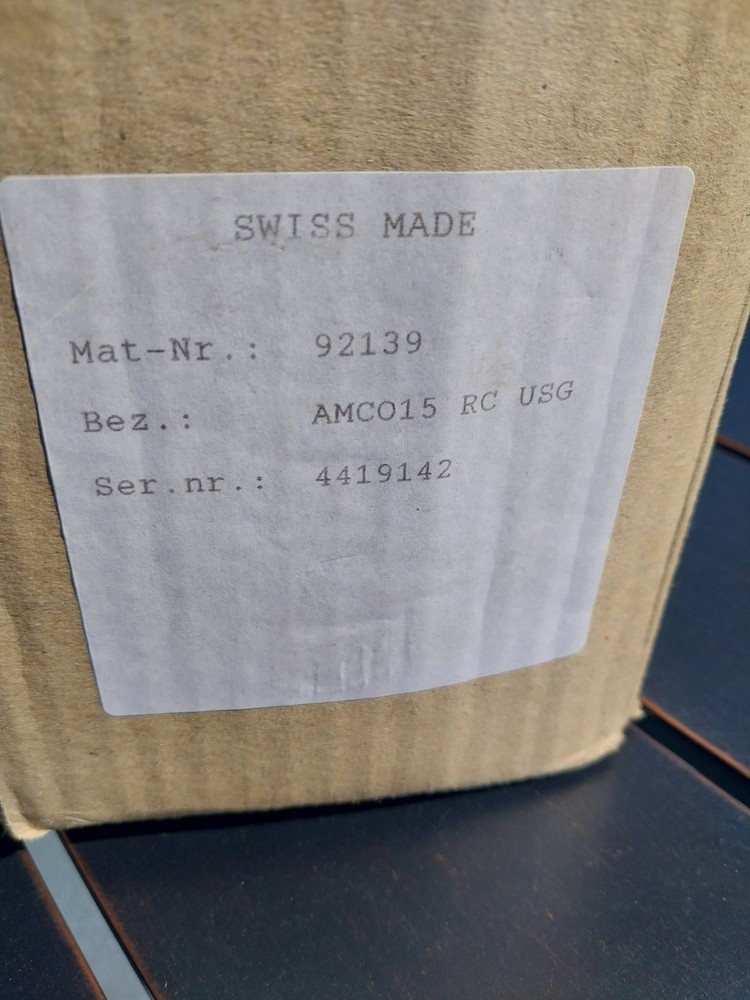 SWISS MADE
Mat-Nr.: 92139
Bez.: AMCO15 RC USG
Ser.nr.: 4419142